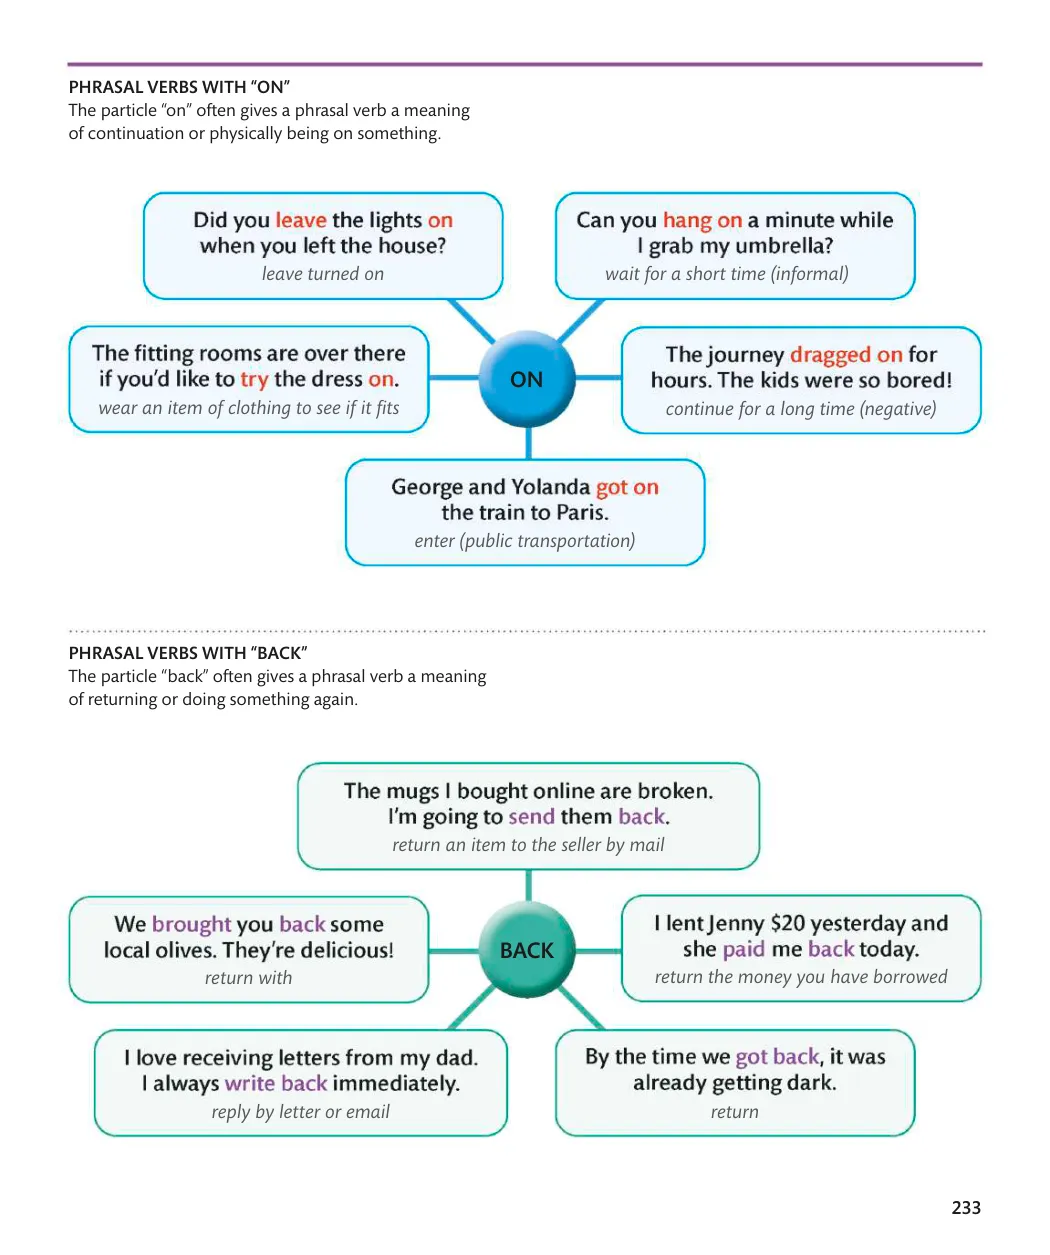 PHRASAL VERBS WITH “ON”
The particle “on” often gives a phrasal verb a meaning
of continuation or physically being on something.
Did you leave the lights on
when you left the house?
leave turned on
Can you hang on a minute while
I grab my umbrella?
wait for a short time (informal)
The fitting rooms are over there
if you’d like to try the dress on.
wear an item of clothing to see if it fits
ON
The journey dragged on for
hours. The kids were so bored!
continue for a long time (negative)
George and Yolanda got on
the train to Paris.
enter (public transportation)
PHRASAL VERBS WITH “BACK”
The particle “back” often gives a phrasal verb a meaning
of returning or doing something again.
The mugs I bought online are broken.
I’m going to send them back.
return an item to the seller by mail
We brought you back some
local olives. They’re delicious!
return with
BACK
I lent Jenny $20 yesterday and
she paid me back today.
return the money you have borrowed
I love receiving letters from my dad.
I always write back immediately.
reply by letter or email
By the time we got back, it was
already getting dark.
return
233